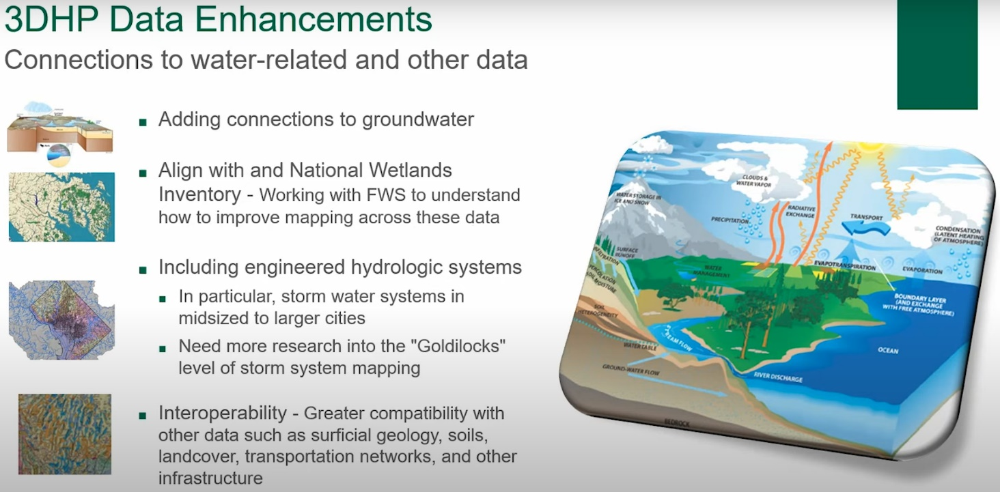 3DHP Data Enhancements
Connections to water-related and other data
Adding connections to groundwater
Align with and National Wetlands
Inventory - Working with FWS to understand
how to improve mapping across these data
Including engineered hydrologic systems
In particular, storm water systems in
midsized to larger cities
Need more research into the "Goldilocks"
level of storm system mapping
Interoperability - Greater compatibility with
other data such as surficial geology, soils,
landcover, transportation networks, and other
infrastructure
CLOUDS &
WATER VAPOR
WATER STORAGE IN
ICE AND SNOW
PRECIPITATION
RADIATIVE
EXCHANGE
TRANSPORT
CONDENSATION
(LATENT HEATING
OF ATMOSPHERE)
SURFACE
RUNOFF
INFILTRATION
PERCOLATION
SOIL MOISTURE
WATER
MANAGEMENT
EVAPOTRANSPIRATION
EVAPORATION
BOUNDARY LAYER
(AND EXCHANGE
WITH FREE ATMOSPHERE)
SOIL
HETEROGENEITY
STREAM FLOW
WATER TABLE
OCEAN
GROUND-WATER FLOW
RIVER DISCHARGE
BEDROCK